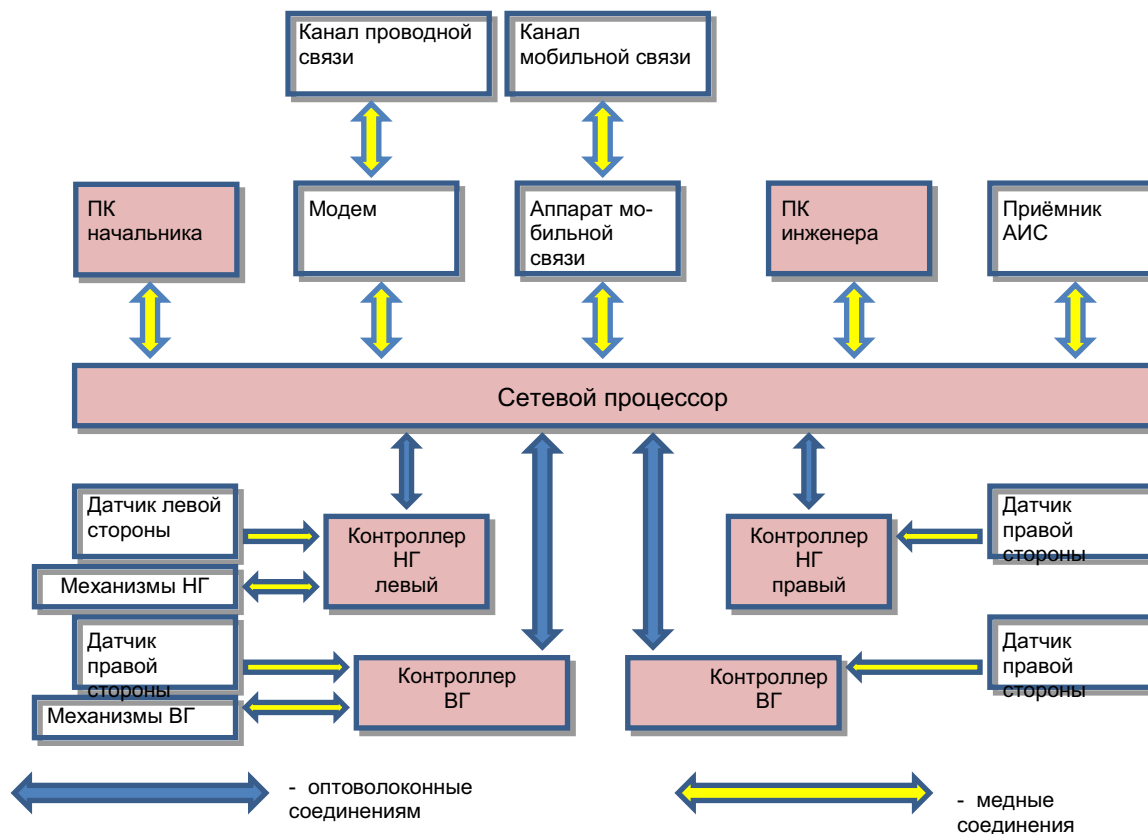 Канал проводной
связи
Канал
мобильной связи
ПК
начальника
Модем
Аппарат мо-
бильной
связи
ПК
инженера
Приёмник
АИС
Сетевой процессор
Датчик левой
стороны
Контроллер
НГ
левый
Контроллер
НГ
правый
Датчик
правой
стороны
Механизмы НГ
Датчик
правой
стороны
Контроллер
ВГ
Контроллер
ВГ
Датчик
правой
стороны
Механизмы ВГ
- оптоволоконные
соединениям
- медные
соединения